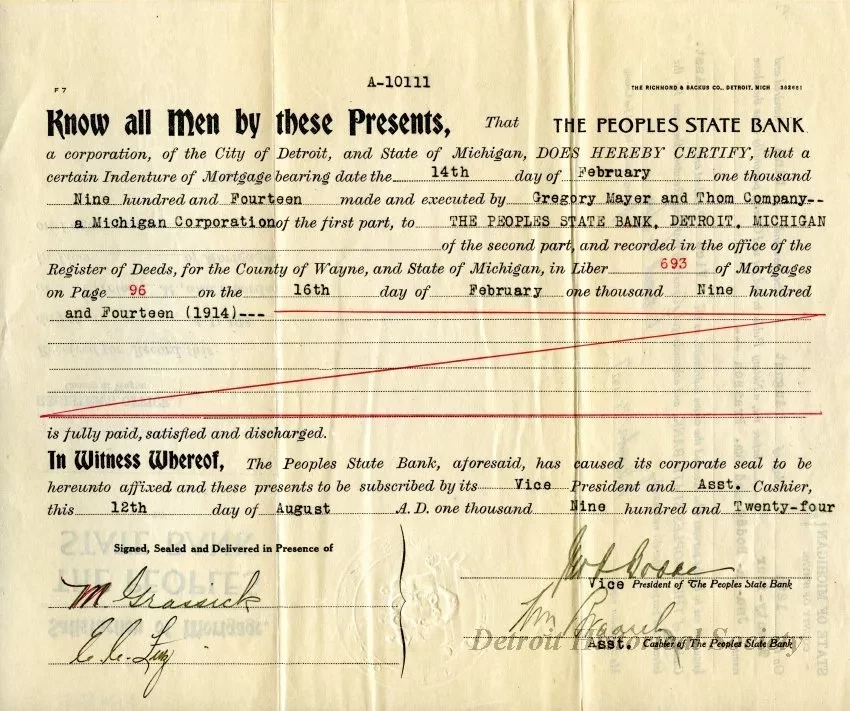 A-10111
F 7
THE RICHMOND & BACKUS CO., DETROIT, MICH 362661
Know all Men by these Presents, That THE PEOPLES STATE BANK
a corporation, of the City of Detroit, and State of Michigan, DOES HEREBY CERTIFY, that a
certain Indenture of Mortgage bearing date the 14th day of February one thousand
Nine hundred and Fourteen made and executed by Gregory Mayer and Thom Company--
a Michigan Corporation of the first part, to THE PEOPLES STATE BANK, DETROIT, MICHIGAN
of the second part, and recorded in the office of the
Register of Deeds, for the County of Wayne, and State of Michigan, in Liber 693 of Mortgages
on Page 96 on the 16th day of February one thousand Nine hundred
and Fourteen (1914)---
is fully paid, satisfied and discharged.
In Witness Whereof, The Peoples State Bank, aforesaid, has caused its corporate seal to be
hereunto affixed and these presents to be subscribed by its Vice President and Asst. Cashier,
this 12th day of August A. D. one thousand Nine hundred and Twenty-four
Signed, Sealed and Delivered in Presence of
M. Grassick
Vice President of The Peoples State Bank
E. C.
Wm
Detroit Historical Society
Asst. Cashier of The Peoples State Bank